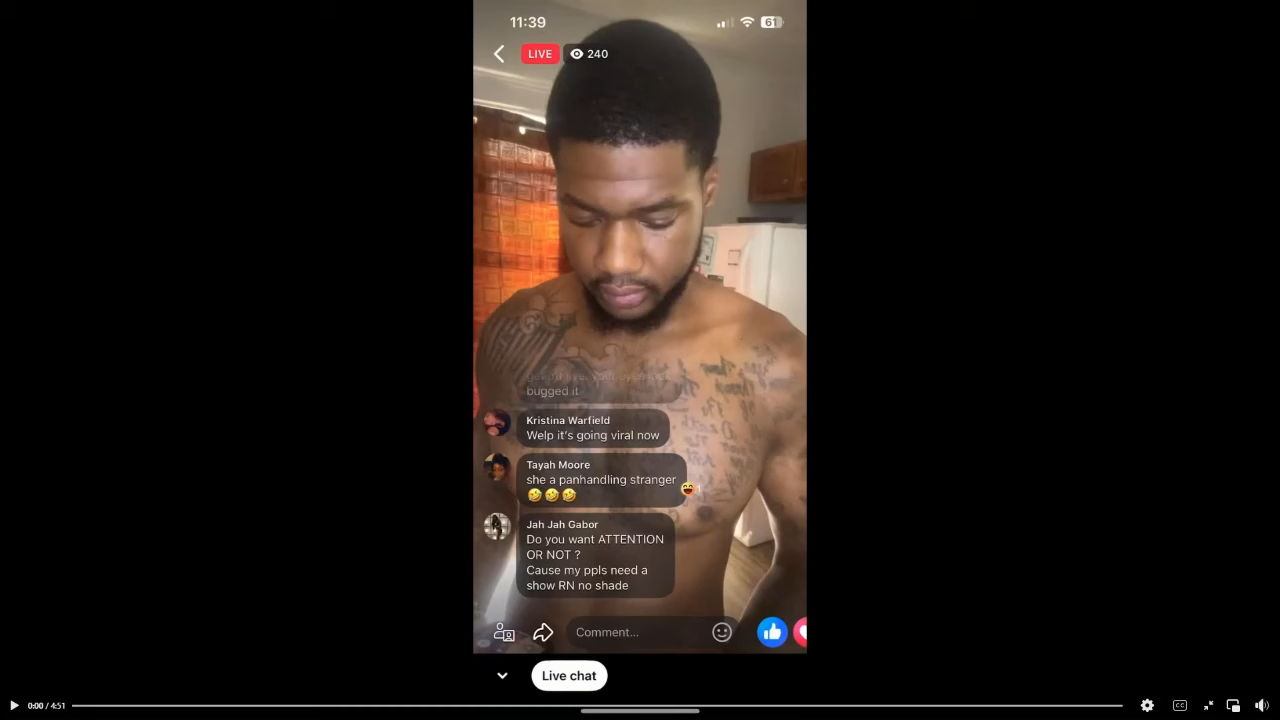 11:39
61
LIVE
240
bugged it
Kristina Warfield
Welp it's going viral now
Tayah Moore
she a panhandling stranger
🤣🤣🤣
Jah Jah Gabor
Do you want ATTENTION
OR NOT ?
Cause my ppls need a
show RN no shade
Comment...
Live chat
0:00 / 4:51
CC